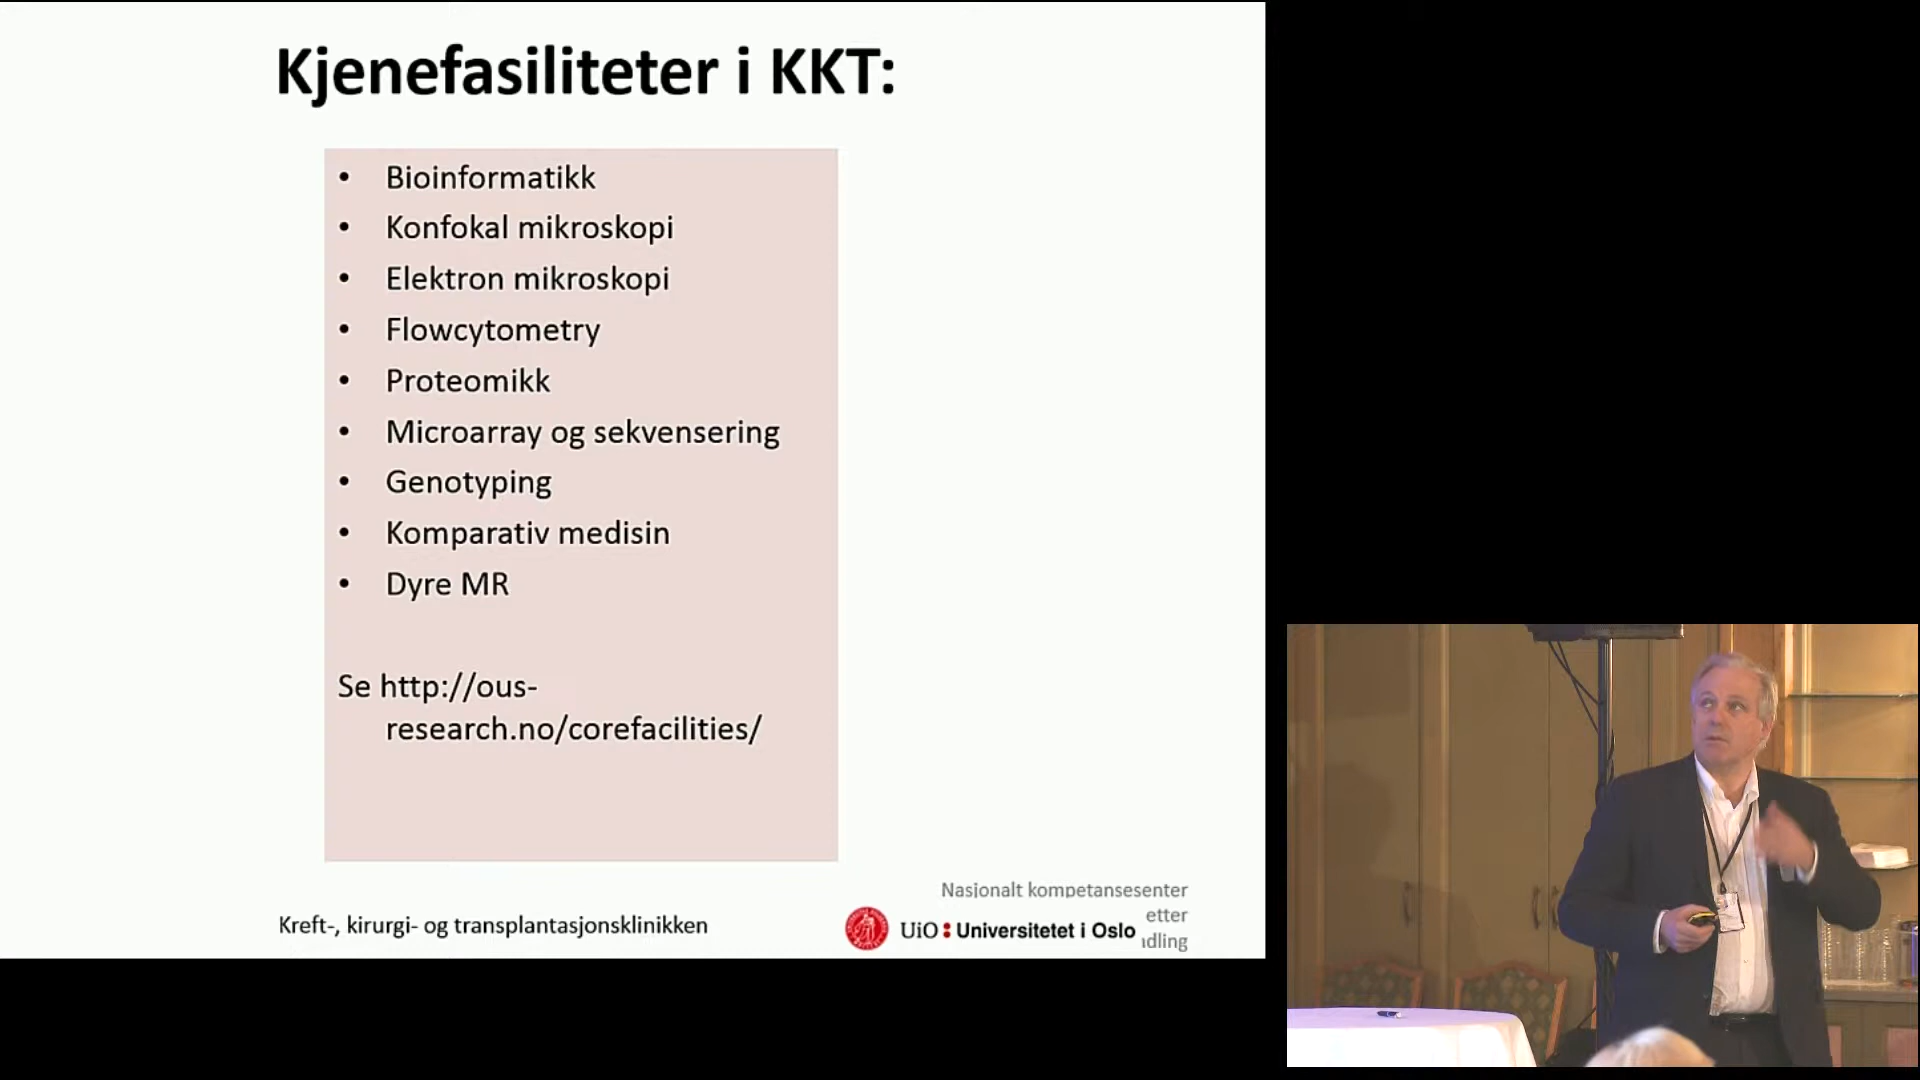 Kjenefasiliteter i KKT:
• Bioinformatikk
• Konfokal mikroskopi
• Elektron mikroskopi
• Flowcytometry
• Proteomikk
• Microarray og sekvensering
• Genotyping
• Komparativ medisin
• Dyre MR
Se http://ous-
research.no/corefacilities/
Kreft-, kirurgi- og transplantasjonsklinikken
Nasjonalt kompetansesenter
etter
UiO: Universitetet i Oslo